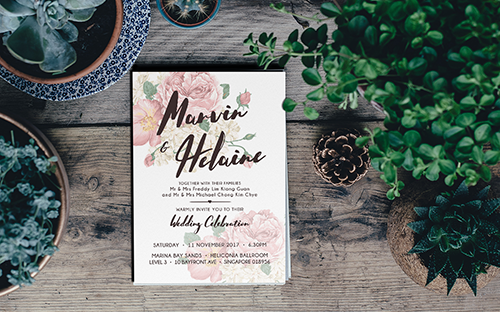 Marvin
& Helaine
TOGETHER WITH THEIR FAMILIES
Mr & Mrs Freddy Lie Kiong Guan
and Mr & Mrs Michael Chong Kin Chye
WARMLY INVITE YOU TO THEIR
Wedding Celebration
SATURDAY • 11 NOVEMBER 2017 • 6.30PM
MARINA BAY SANDS • HELICONIA BALLROOM
LEVEL 3 • 10 BAYFRONT AVE • SINGAPORE 018956